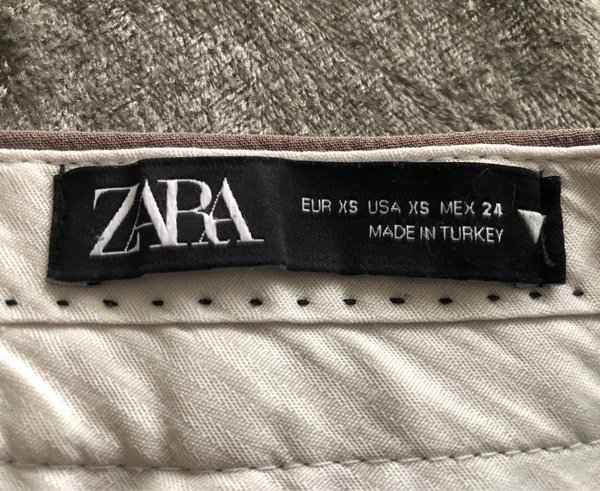 ZARA
EUR XS USA XS MEX 24
MADE IN TURKEY